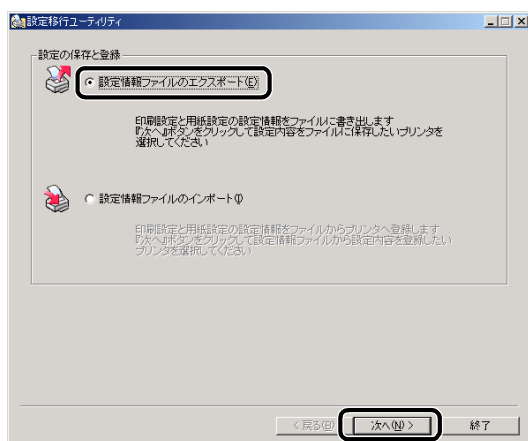 設定移行ユーティリティ
設定の保存と登録
設定情報ファイルのエクスポート(E)
印刷設定と用紙設定の設定情報をファイルに書き出します
『次へ』ボタンをクリックして設定内容をファイルに保存したいプリンタを
選択してください
設定情報ファイルのインポート(I)
印刷設定と用紙設定の設定情報をファイルからプリンタへ登録します
『次へ』ボタンをクリックして設定情報ファイルから設定内容を登録したい
プリンタを選択してください
< 戻る(B)
次へ(N) >
終了